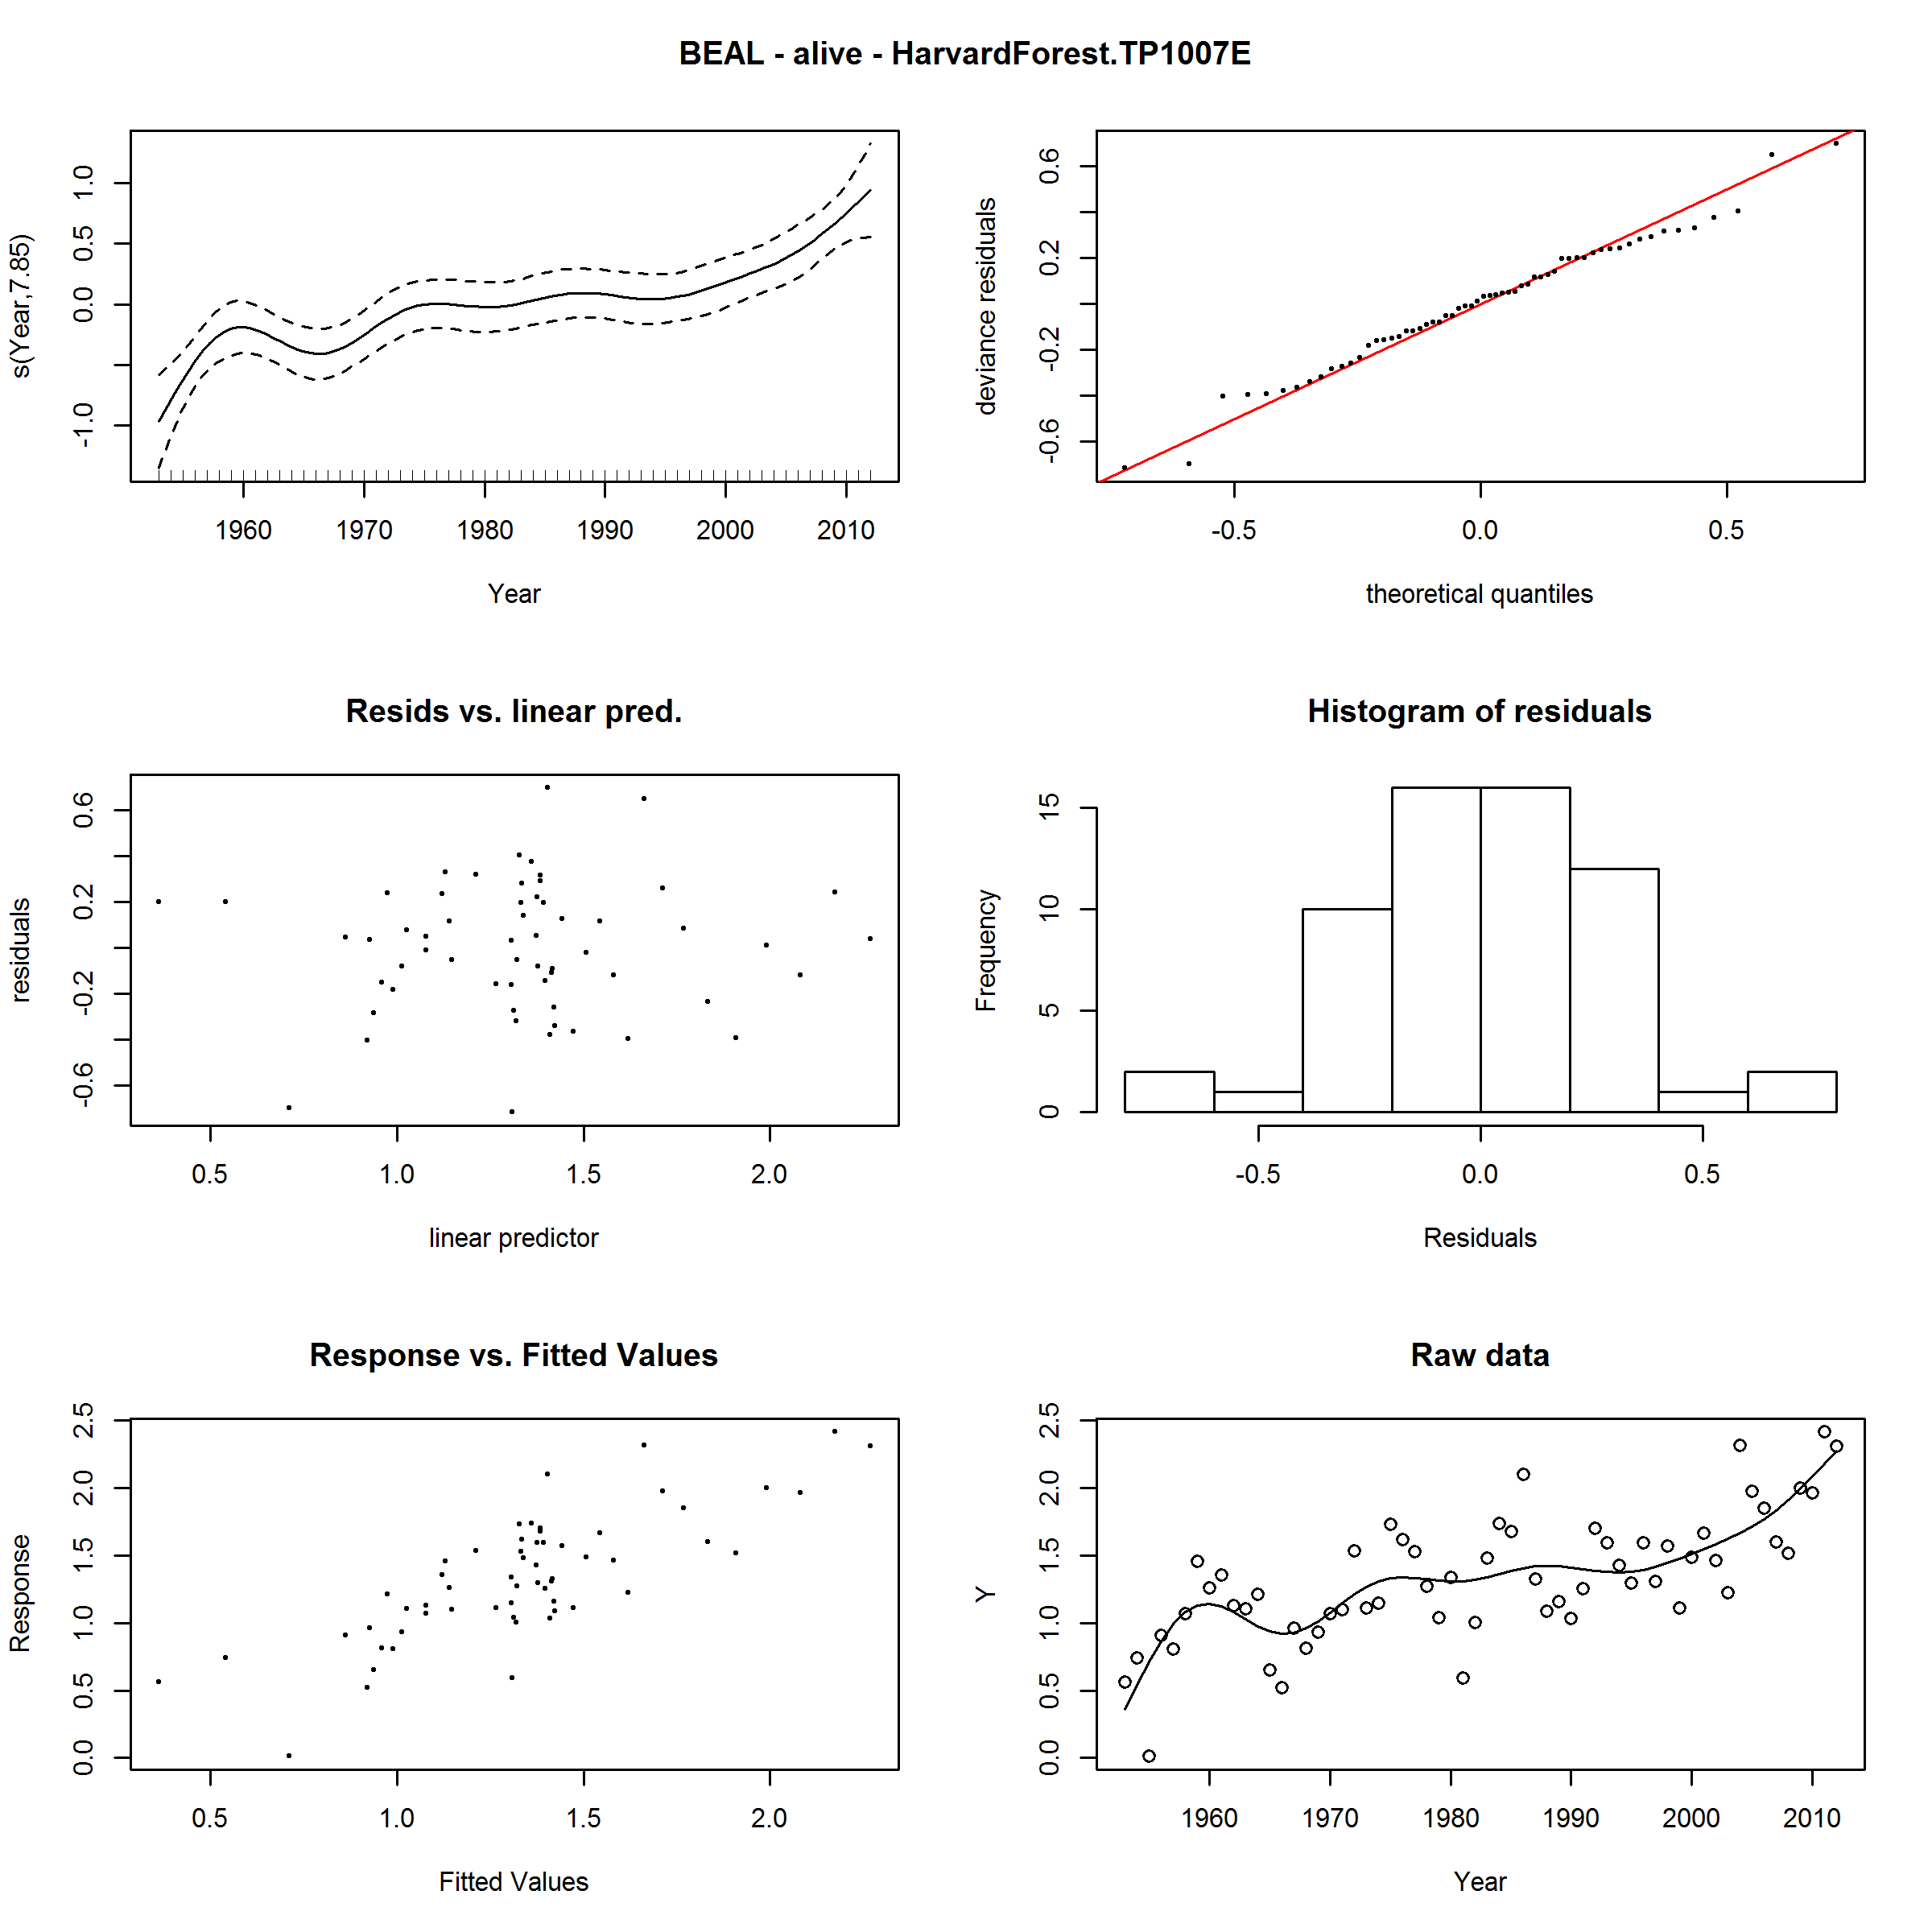 BEAL - alive - HarvardForest.TP1007E
s(Year,7.85)
-1.0 0.0 0.5 1.0
1960 1970 1980 1990 2000 2010
Year
deviance residuals
-0.6 -0.2 0.2 0.6
-0.5 0.0 0.5
theoretical quantiles
Resids vs. linear pred.
residuals
-0.6 -0.2 0.2 0.6
0.5 1.0 1.5 2.0
linear predictor
Histogram of residuals
Frequency
0 5 10 15
-0.5 0.0 0.5
Residuals
Response vs. Fitted Values
Response
0.0 0.5 1.0 1.5 2.0 2.5
0.5 1.0 1.5 2.0
Fitted Values
Raw data
Y
0.0 0.5 1.0 1.5 2.0 2.5
1960 1970 1980 1990 2000 2010
Year